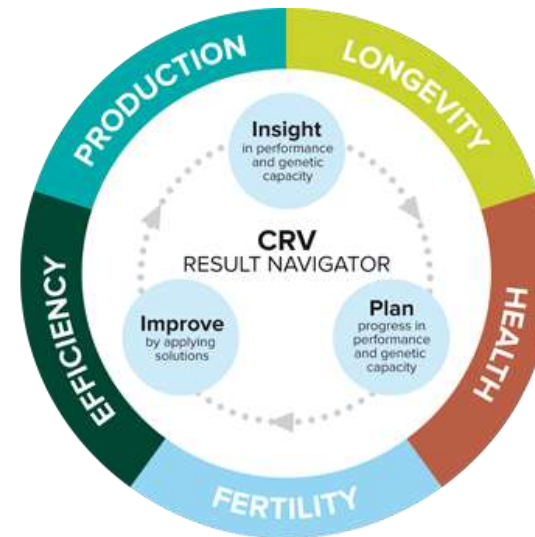 PRODUCTION
LONGEVITY
Insight
in performance
and genetic
capacity
CRV
RESULT NAVIGATOR
Improve
by applying
solutions
Plan
progress in
performance
and genetic
capacity
EFFICIENCY
HEALTH
FERTILITY